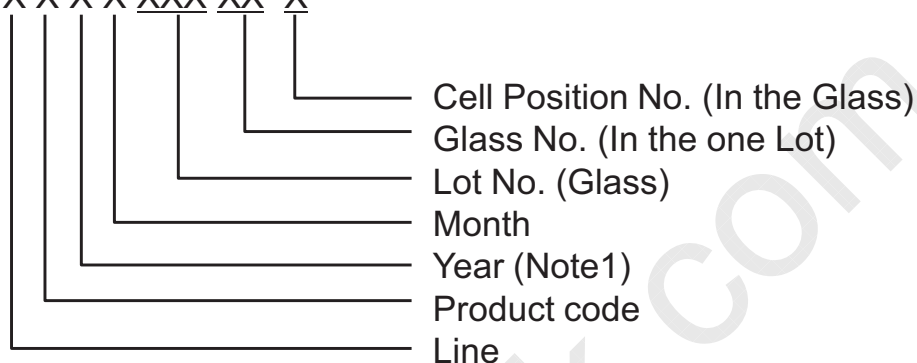 X X X X XXX XX X
Cell Position No. (In the Glass)
Glass No. (In the one Lot)
Lot No. (Glass)
Month
Year (Note1)
Product code
Line
com